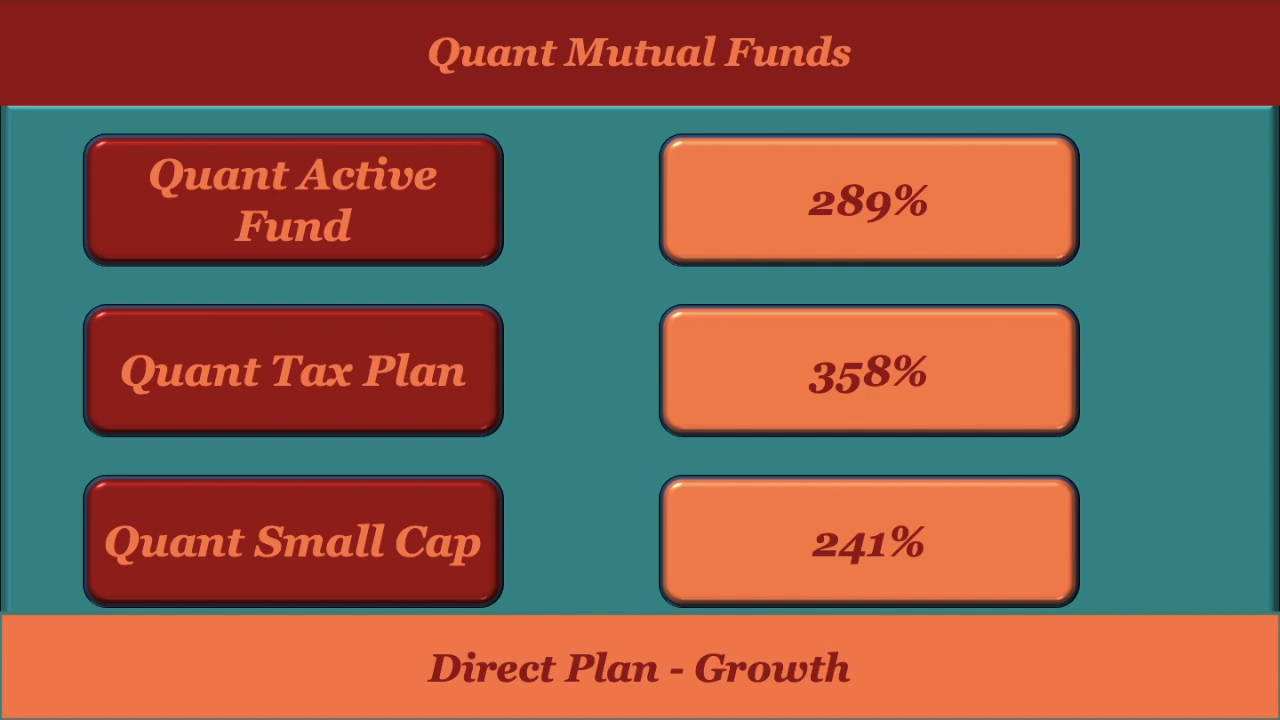 Quant Mutual Funds
Quant Active
Fund
289%
Quant Tax Plan
358%
Quant Small Cap
241%
Direct Plan - Growth